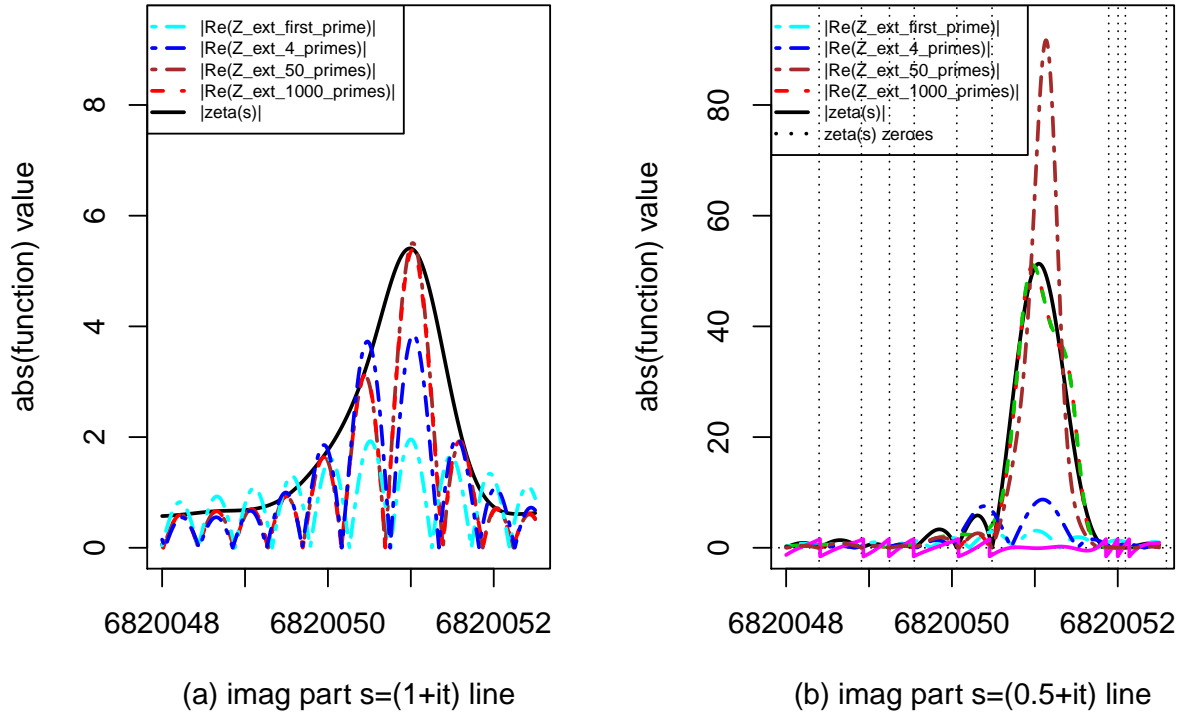 |Re(Z_ext_first_prime)|
|Re(Z_ext_4_primes)|
|Re(Z_ext_50_primes)|
|Re(Z_ext_1000_primes)|
|zeta(s)|
abs(function) value
8
6
4
2
0
6820048
6820050
6820052
(a) imag part s=(1+it) line
|Re(Z_ext_first_prime)|
|Re(Z_ext_4_primes)|
|Re(Z_ext_50_primes)|
|Re(Z_ext_1000_primes)|
|zeta(s)|
zeta(s) zeroes
abs(function) value
80
60
40
20
0
6820048
6820050
6820052
(b) imag part s=(0.5+it) line